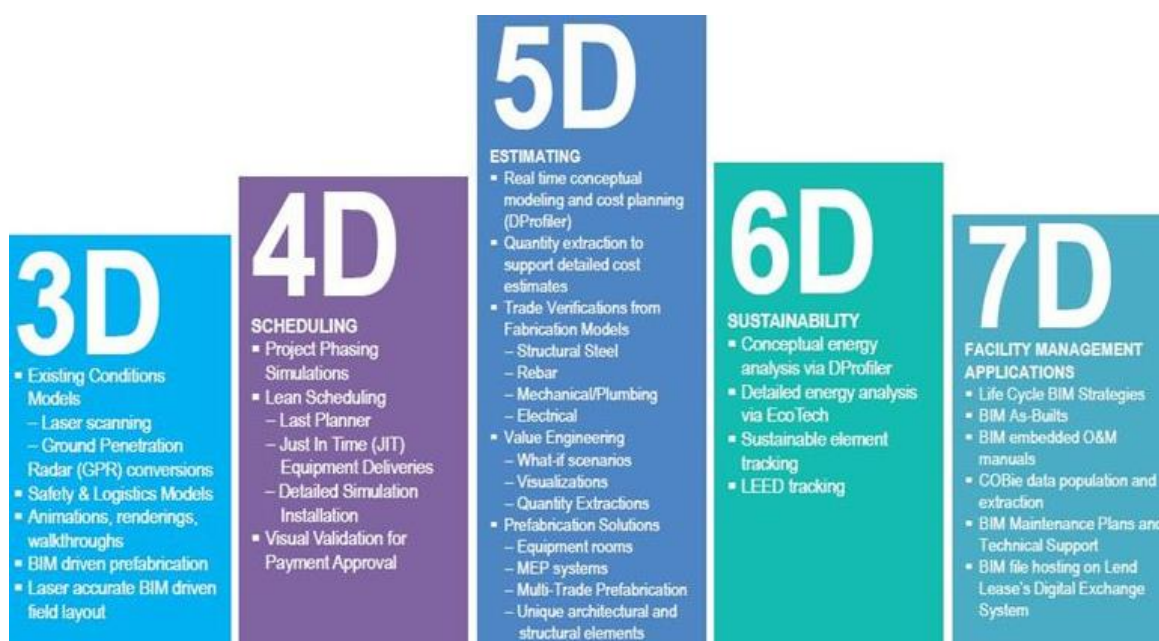 3D
▪ Existing Conditions
Models
– Laser scanning
– Ground Penetration
Radar (GPR) conversions
▪ Safety & Logistics Models
▪ Animations, renderings,
walkthroughs
▪ BIM driven prefabrication
▪ Laser accurate BIM driven
field layout
4D
SCHEDULING
▪ Project Phasing
Simulations
▪ Lean Scheduling
– Last Planner
– Just In Time (JIT)
Equipment Deliveries
– Detailed Simulation
Installation
▪ Visual Validation for
Payment Approval
5D
ESTIMATING
▪ Real time conceptual
modeling and cost planning
(DProfiler)
▪ Quantity extraction to
support detailed cost
estimates
▪ Trade Verifications from
Fabrication Models
– Structural Steel
– Rebar
– Mechanical/Plumbing
– Electrical
▪ Value Engineering
– What-if scenarios
– Visualizations
– Quantity Extractions
▪ Prefabrication Solutions
– Equipment rooms
– MEP systems
– Multi-Trade Prefabrication
– Unique architectural and
structural elements
6D
SUSTAINABILITY
▪ Conceptual energy
analysis via DProfiler
▪ Detailed energy analysis
via EcoTech
▪ Sustainable element
tracking
▪ LEED tracking
7D
FACILITY MANAGEMENT
APPLICATIONS
▪ Life Cycle BIM Strategies
▪ BIM As-Builts
▪ BIM embedded O&M
manuals
▪ COBie data population and
extraction
▪ BIM Maintenance Plans and
Technical Support
▪ BIM file hosting on Lend
Lease's Digital Exchange
System